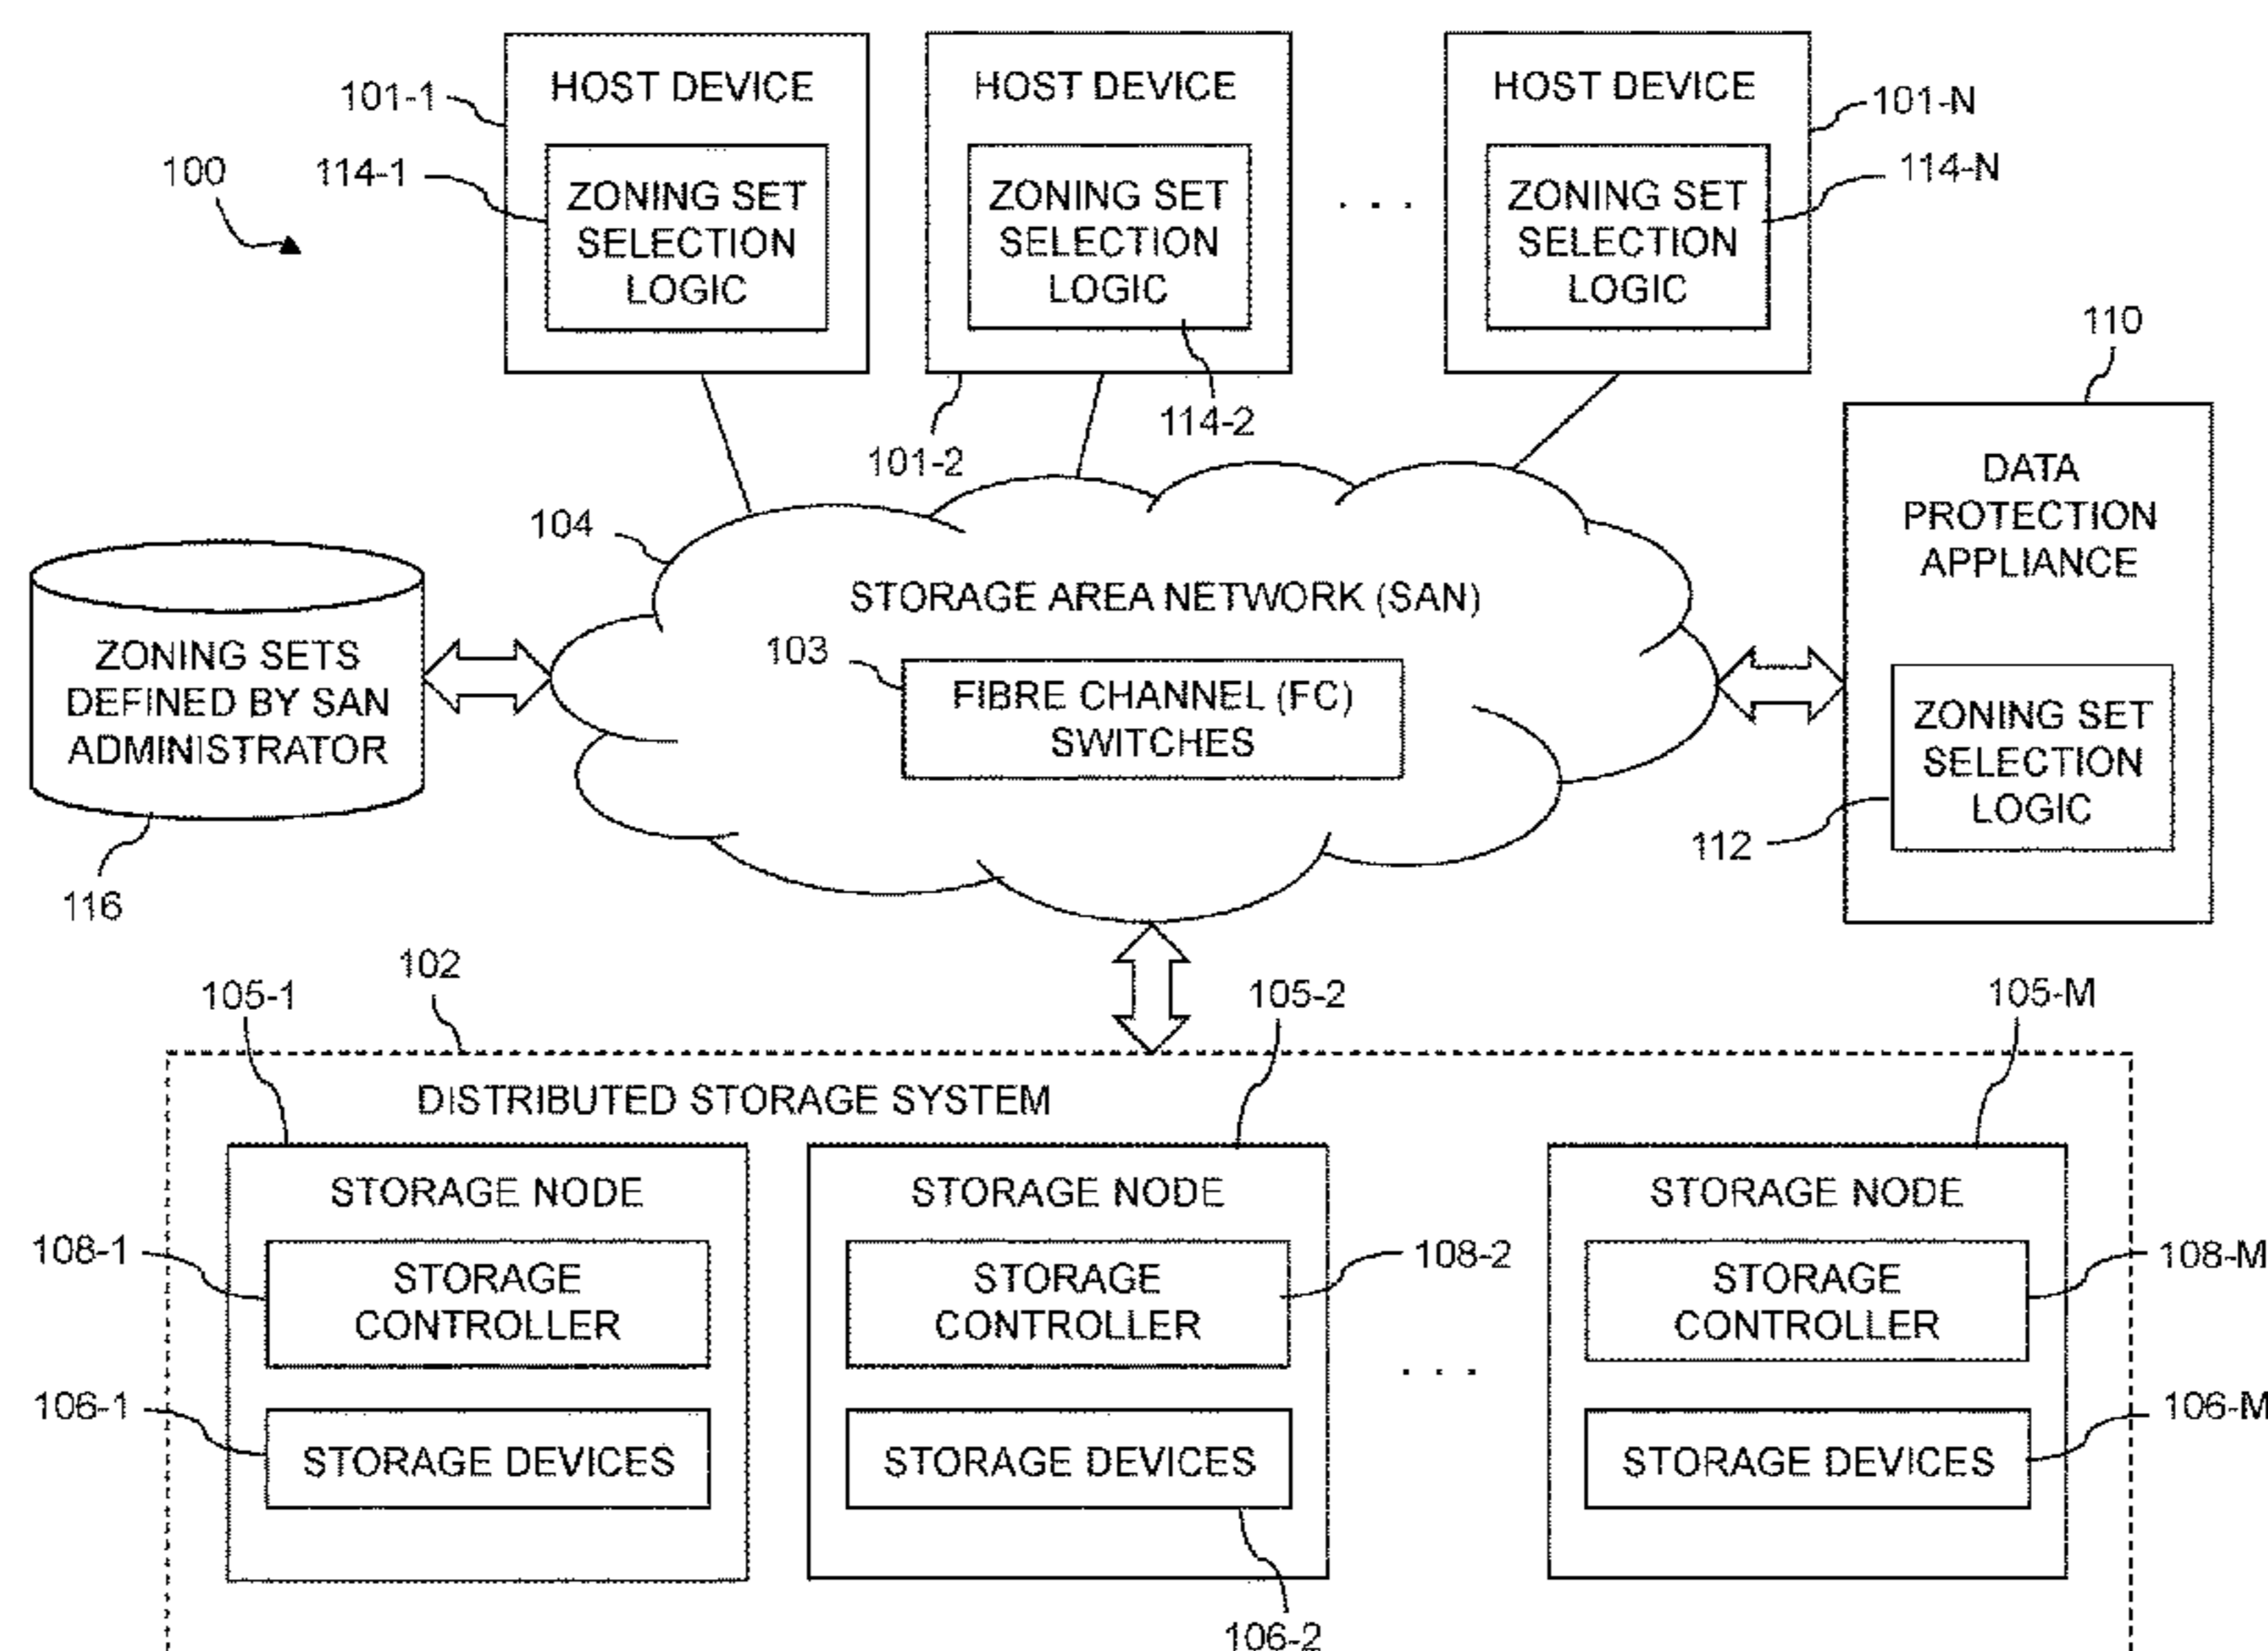 100
HOST DEVICE
101-1
ZONING SET
SELECTION
LOGIC
114-1
HOST DEVICE
101-2
ZONING SET
SELECTION
LOGIC
114-2
. . .
HOST DEVICE
101-N
ZONING SET
SELECTION
LOGIC
114-N
110
DATA
PROTECTION
APPLIANCE
ZONING SET
SELECTION
LOGIC
112
104
STORAGE AREA NETWORK (SAN)
103
FIBRE CHANNEL (FC)
SWITCHES
ZONING SETS
DEFINED BY SAN
ADMINISTRATOR
116
102
DISTRIBUTED STORAGE SYSTEM
105-1
STORAGE NODE
108-1
STORAGE
CONTROLLER
106-1
STORAGE DEVICES
105-2
STORAGE NODE
108-2
STORAGE
CONTROLLER
STORAGE DEVICES
106-2
. . .
105-M
STORAGE NODE
108-M
STORAGE
CONTROLLER
106-M
STORAGE DEVICES